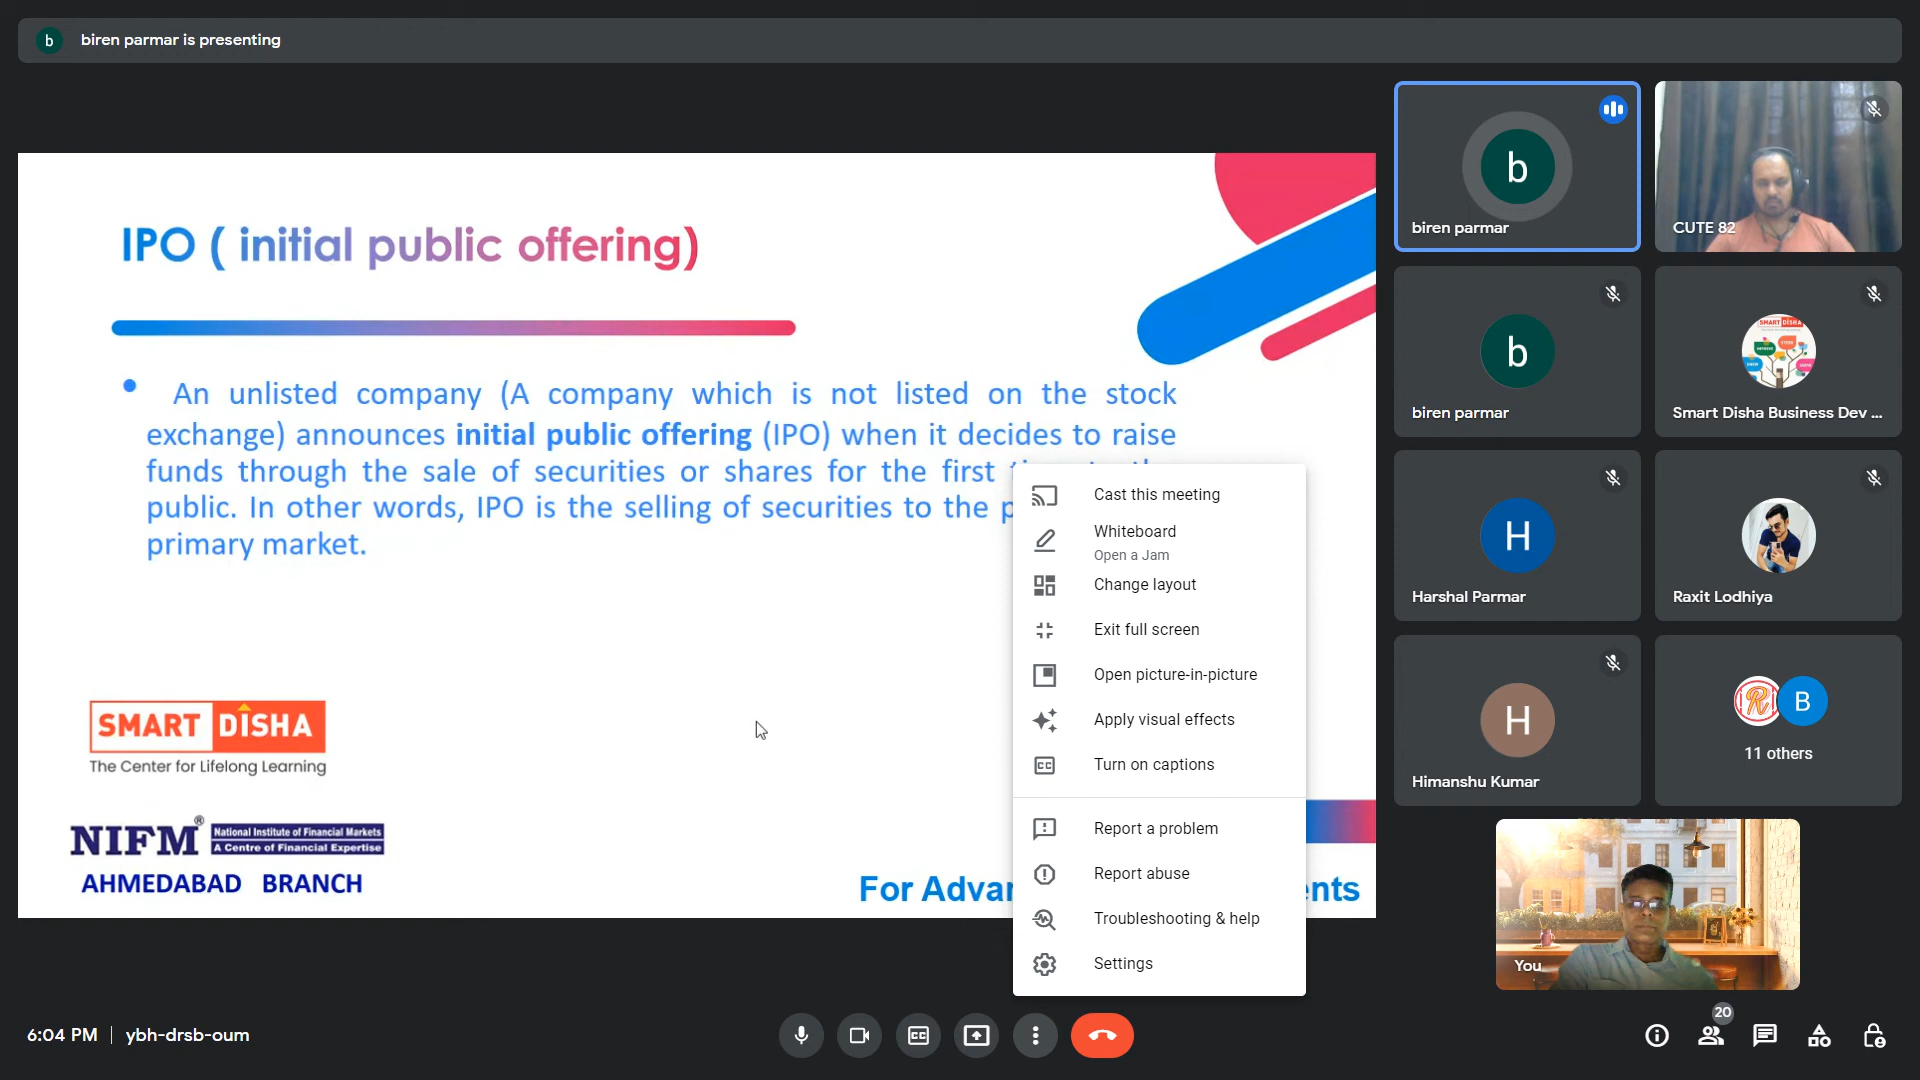 b biren parmar is presenting
IPO ( initial public offering)
• An unlisted company (A company which is not listed on the stock
exchange) announces initial public offering (IPO) when it decides to raise
funds through the sale of securities or shares for the first
public. In other words, IPO is the selling of securities to the
primary market.
SMART DISHA
The Center for Lifelong Learning
NIFM® National Institute of Financial Markets
A Centre of Financial Expertise
AHMEDABAD BRANCH
For Advan
ents
Cast this meeting
Whiteboard
Open a Jam
Change layout
Exit full screen
Open picture-in-picture
Apply visual effects
Turn on captions
Report a problem
Report abuse
Troubleshooting & help
Settings
b
biren parmar
CUTE 82
b
biren parmar
SMART DISHA
Smart Disha Business Dev ...
H
Harshal Parmar
Raxit Lodhiya
H
Himanshu Kumar
R B
11 others
You
6:04 PM | ybh-drsb-oum
20